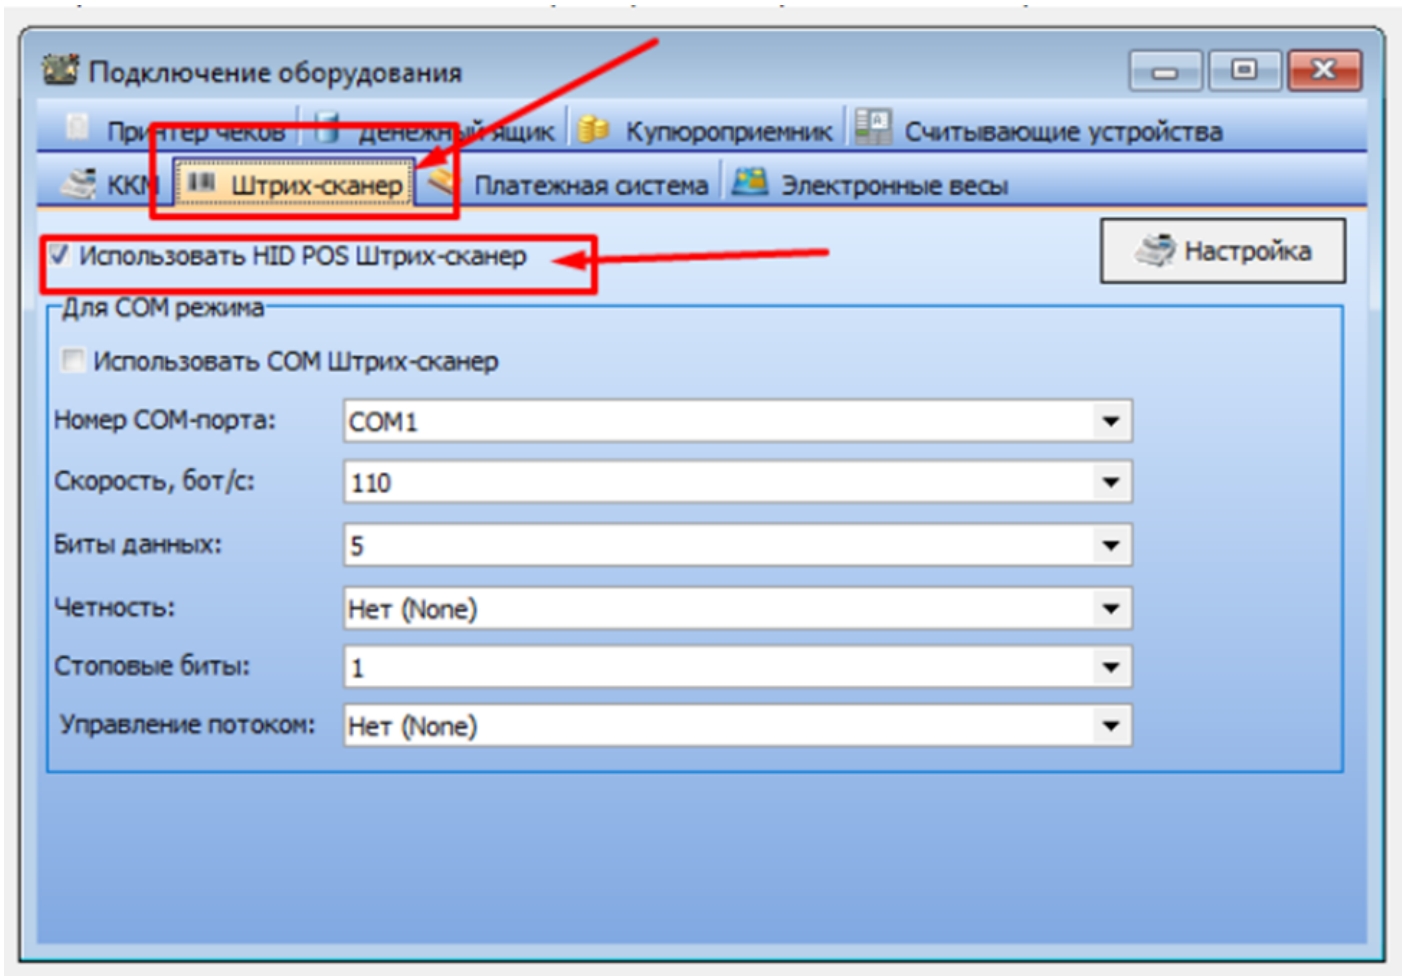 Подключение оборудования
Принтер чеков Денежный ящик Купюроприемник Считывающие устройства
ККМ Штрих-сканер Платежная система Электронные весы
Использовать HID POS Штрих-сканер Настройка
Для COM режима
Использовать COM Штрих-сканер
Номер COM-порта: COM1
Скорость, бот/с: 110
Биты данных: 5
Четность: Нет (None)
Стоповые биты: 1
Управление потоком: Нет (None)